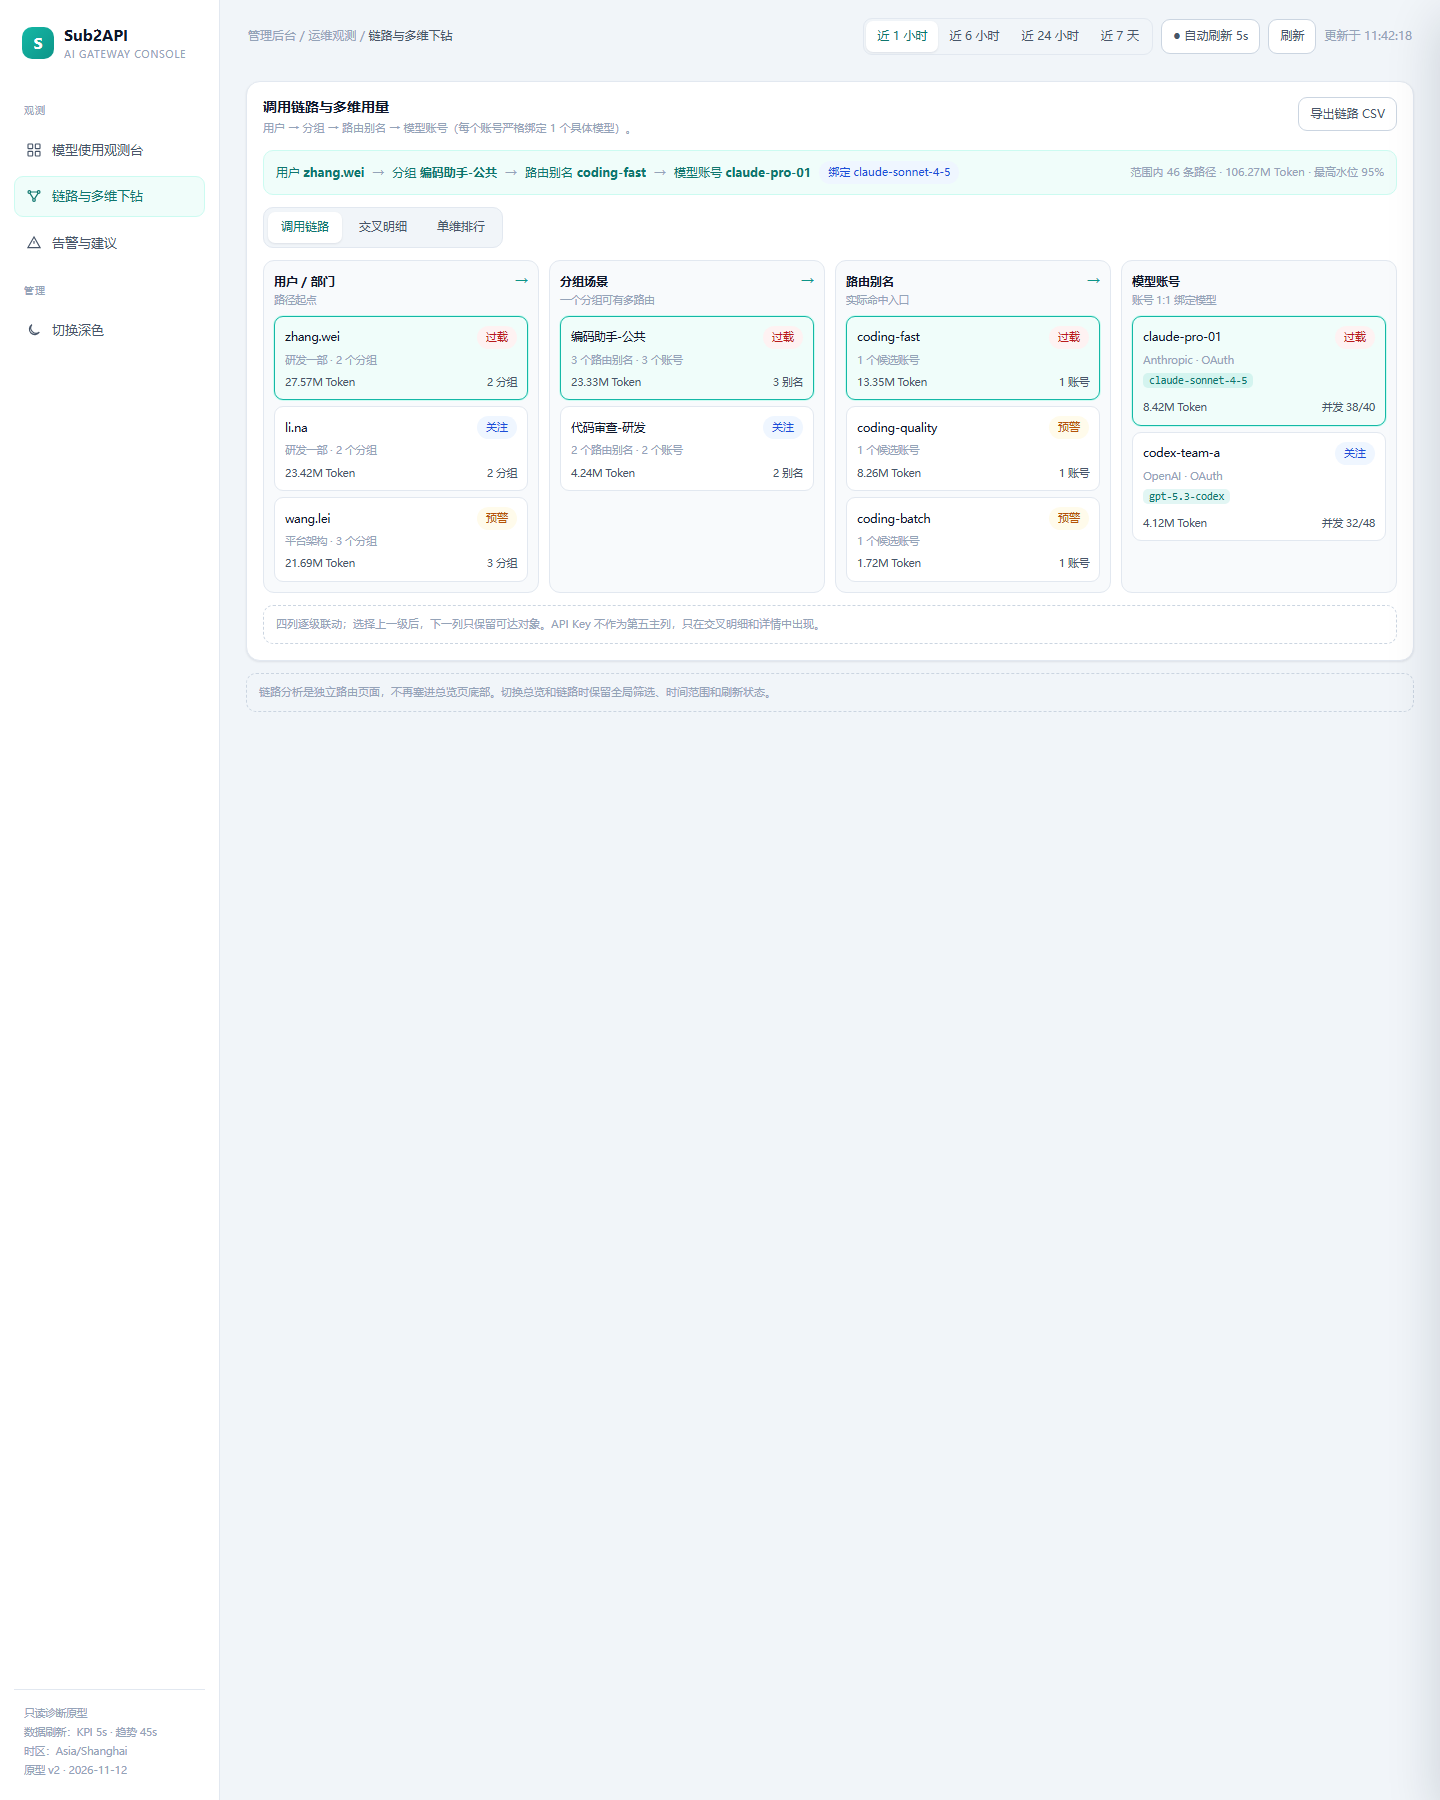 S
Sub2API
AI GATEWAY CONSOLE
观测
模型使用观测台
链路与多维下钻
告警与建议
管理
切换深色
只读诊断原型
数据刷新：KPI 5s · 趋势 45s
时区：Asia/Shanghai
原型 v2 · 2026-11-12
管理后台 / 运维观测 / 链路与多维下钻
近 1 小时 近 6 小时 近 24 小时 近 7 天
● 自动刷新 5s
刷新
更新于 11:42:18
调用链路与多维用量
用户 → 分组 → 路由别名 → 模型账号（每个账号严格绑定 1 个具体模型）。
导出链路 CSV
用户 zhang.wei → 分组 编码助手-公共 → 路由别名 coding-fast → 模型账号 claude-pro-01 绑定 claude-sonnet-4-5
范围内 46 条路径 · 106.27M Token · 最高水位 95%
调用链路 交叉明细 单维排行
用户 / 部门 →
路径起点
zhang.wei 过载
研发一部 · 2 个分组
27.57M Token 2 分组
li.na 关注
研发一部 · 2 个分组
23.42M Token 2 分组
wang.lei 预警
平台架构 · 3 个分组
21.69M Token 3 分组
分组场景 →
一个分组可有多路由
编码助手-公共 过载
3 个路由别名 · 3 个账号
23.33M Token 3 别名
代码审查-研发 关注
2 个路由别名 · 2 个账号
4.24M Token 2 别名
路由别名 →
实际命中入口
coding-fast 过载
1 个候选账号
13.35M Token 1 账号
coding-quality 预警
1 个候选账号
8.26M Token 1 账号
coding-batch 预警
1 个候选账号
1.72M Token 1 账号
模型账号
账号 1:1 绑定模型
claude-pro-01 过载
Anthropic · OAuth
claude-sonnet-4-5
8.42M Token 并发 38/40
codex-team-a 关注
OpenAI · OAuth
gpt-5.3-codex
4.12M Token 并发 32/48
四列逐级联动；选择上一级后，下一列只保留可达对象。API Key 不作为第五主列，只在交叉明细和详情中出现。
链路分析是独立路由页面，不再塞进总览页底部。切换总览和链路时保留全局筛选、时间范围和刷新状态。